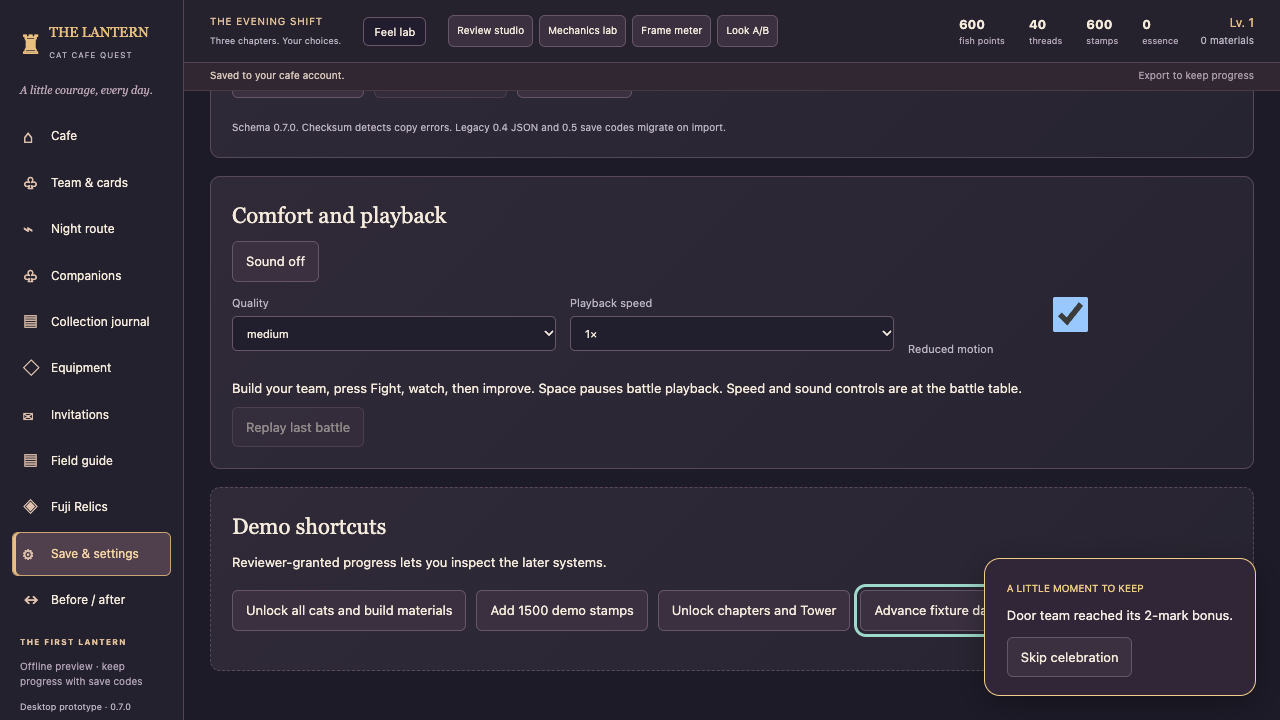 THE LANTERN
CAT CAFE QUEST
A little courage, every day.
Cafe
Team & cards
Night route
Companions
Collection journal
Equipment
Invitations
Field guide
Fuji Relics
Save & settings
Before / after
THE FIRST LANTERN
Offline preview · keep
progress with save codes
Desktop prototype · 0.7.0
THE EVENING SHIFT
Three chapters. Your choices.
Feel lab
Review studio
Mechanics lab
Frame meter
Look A/B
600
fish points
40
threads
600
stamps
0
essence
Lv. 1
0 materials
Saved to your cafe account.
Export to keep progress
Schema 0.7.0. Checksum detects copy errors. Legacy 0.4 JSON and 0.5 save codes migrate on import.
Comfort and playback
Sound off
Quality
medium
Playback speed
1×
Reduced motion
Build your team, press Fight, watch, then improve. Space pauses battle playback. Speed and sound controls are at the battle table.
Replay last battle
Demo shortcuts
Reviewer-granted progress lets you inspect the later systems.
Unlock all cats and build materials
Add 1500 demo stamps
Unlock chapters and Tower
Advance fixture
A LITTLE MOMENT TO KEEP
Door team reached its 2-mark bonus.
Skip celebration